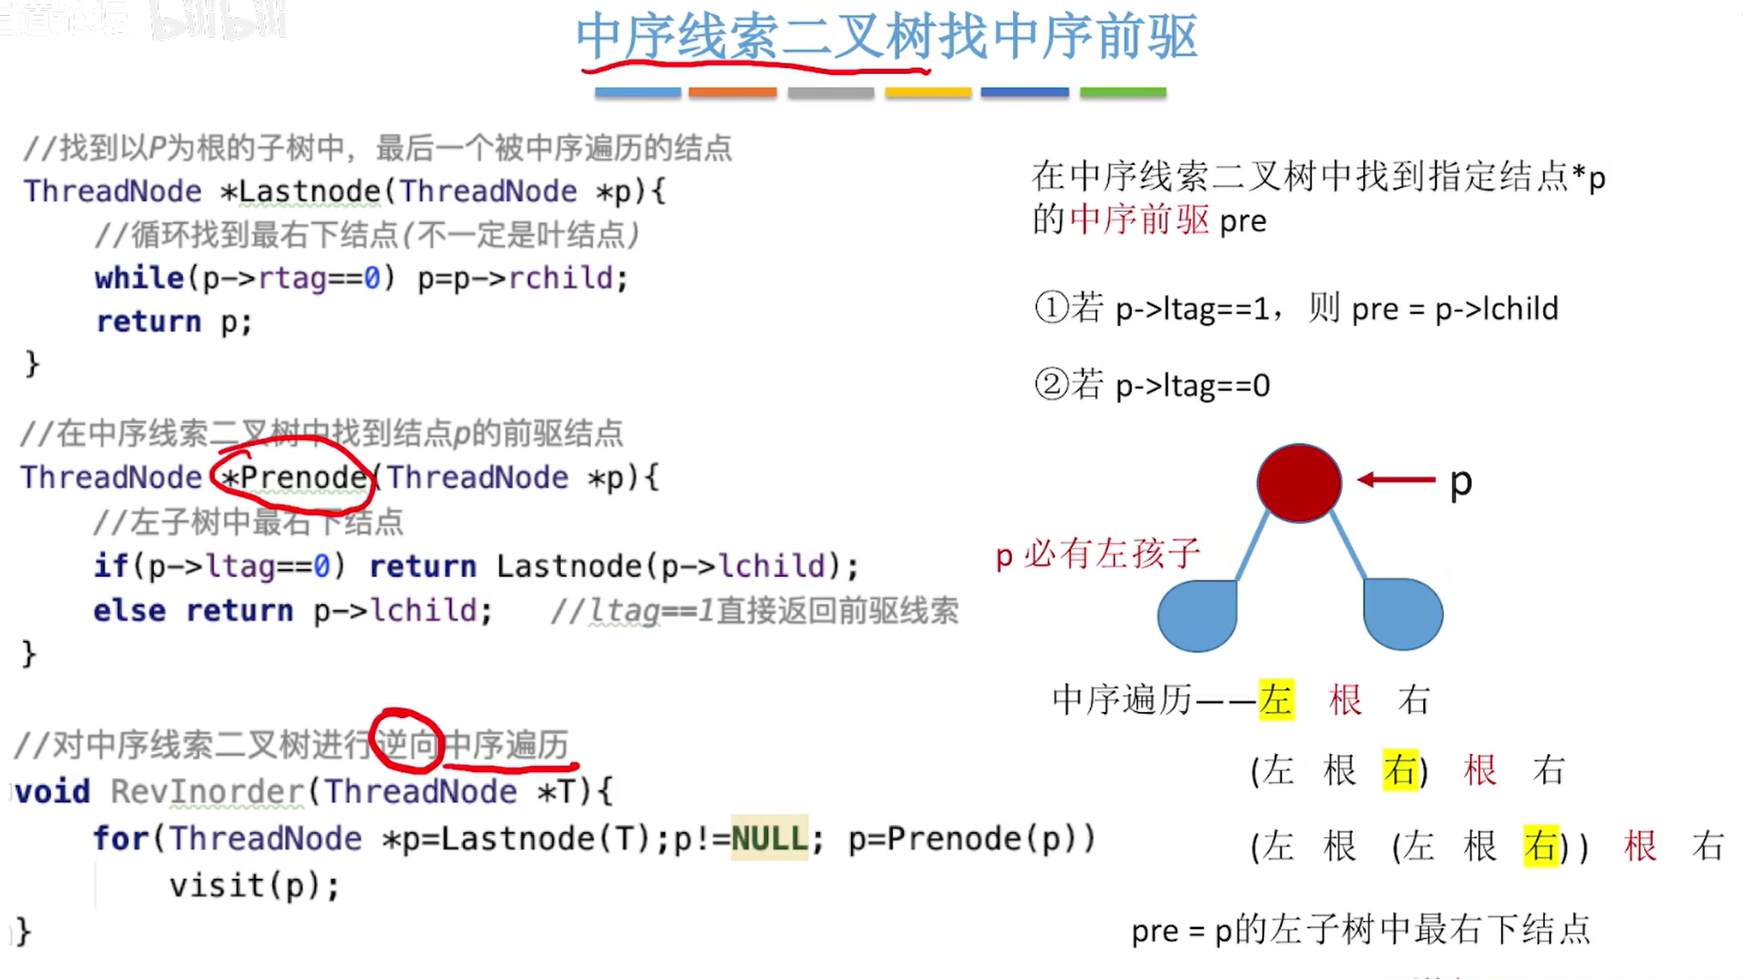 中序线索二叉树找中序前驱
//找到以P为根的子树中，最后一个被中序遍历的结点
ThreadNode *Lastnode(ThreadNode *p){
//循环找到最右下结点(不一定是叶结点)
while(p->rtag==0) p=p->rchild;
return p;
}
//在中序线索二叉树中找到结点p的前驱结点
ThreadNode *Prenode(ThreadNode *p){
//左子树中最右下结点
if(p->ltag==0) return Lastnode(p->lchild);
else return p->lchild; //ltag==1直接返回前驱线索
}
//对中序线索二叉树进行逆向中序遍历
void RevInorder(ThreadNode *T){
for(ThreadNode *p=Lastnode(T);p!=NULL; p=Prenode(p))
visit(p);
}
在中序线索二叉树中找到指定结点*p
的中序前驱 pre
①若 p->ltag==1，则 pre = p->lchild
②若 p->ltag==0
p
p 必有左孩子
中序遍历——左 根 右
(左 根 右) 根 右
(左 根 (左 根 右)) 根 右
pre = p的左子树中最右下结点
bilibili